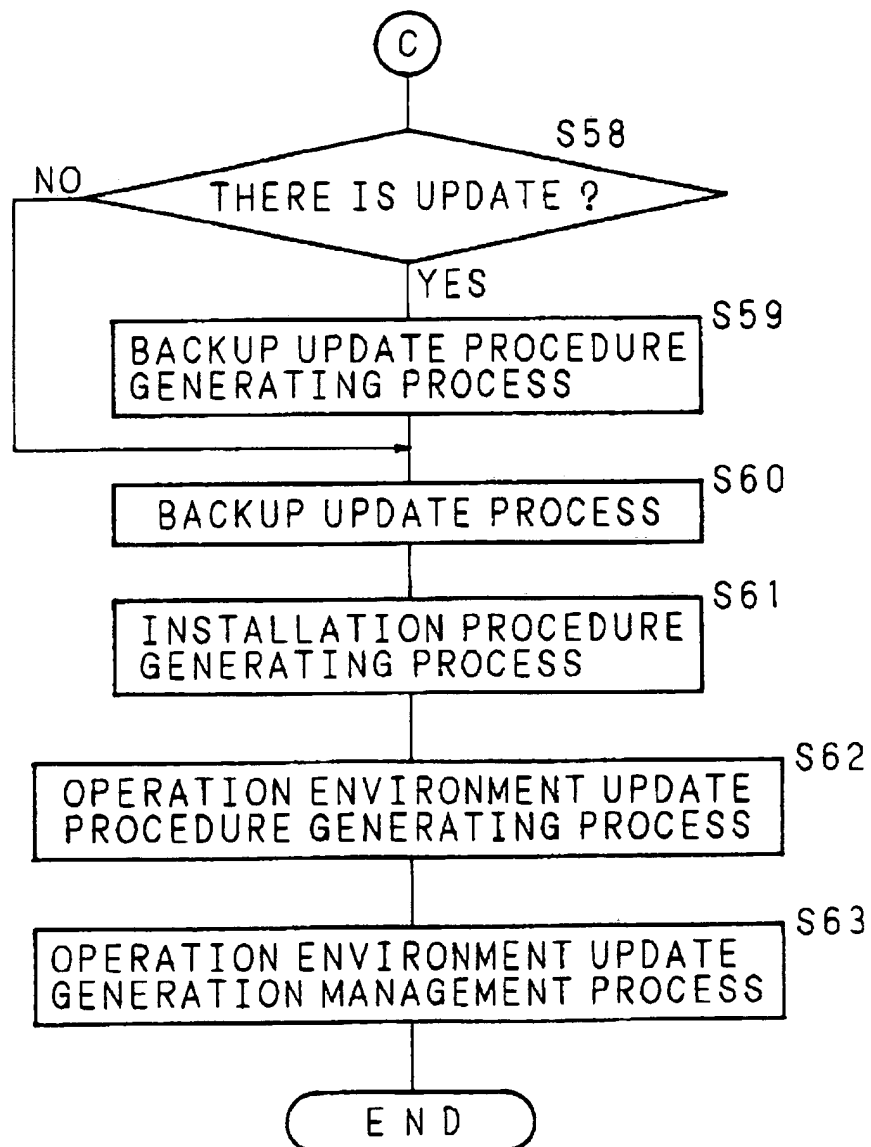 C
S58
NO
THERE IS UPDATE ?
YES
S59
BACKUP UPDATE PROCEDURE
GENERATING PROCESS
S60
BACKUP UPDATE PROCESS
S61
INSTALLATION PROCEDURE
GENERATING PROCESS
S62
OPERATION ENVIRONMENT UPDATE
PROCEDURE GENERATING PROCESS
S63
OPERATION ENVIRONMENT UPDATE
GENERATION MANAGEMENT PROCESS
END